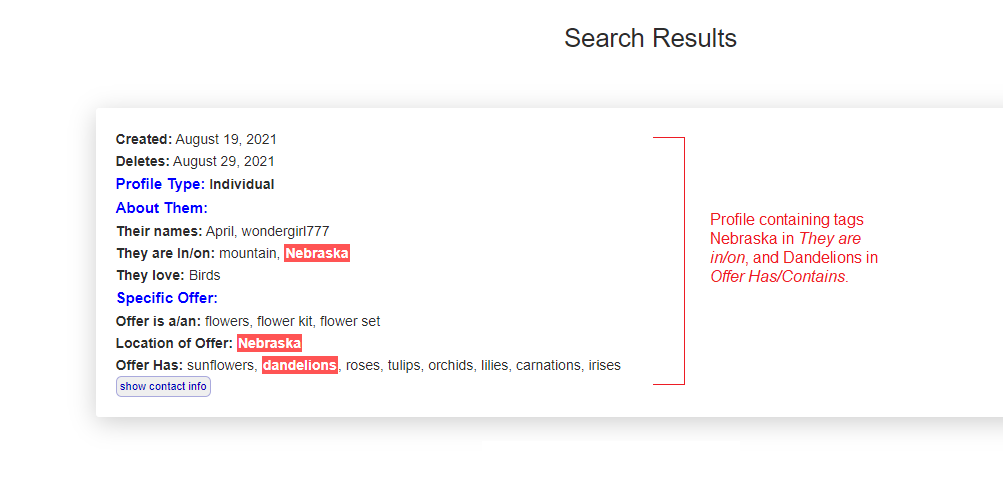 Search Results
Created: August 19, 2021
Deletes: August 29, 2021
Profile Type: Individual
About Them:
Their names: April, wondergirl777
They are In/on: mountain, Nebraska
They love: Birds
Specific Offer:
Offer is a/an: flowers, flower kit, flower set
Location of Offer: Nebraska
Offer Has: sunflowers, dandelions, roses, tulips, orchids, lilies, carnations, irises
show contact info
Profile containing tags
Nebraska in They are
in/on, and Dandelions in
Offer Has/Contains.